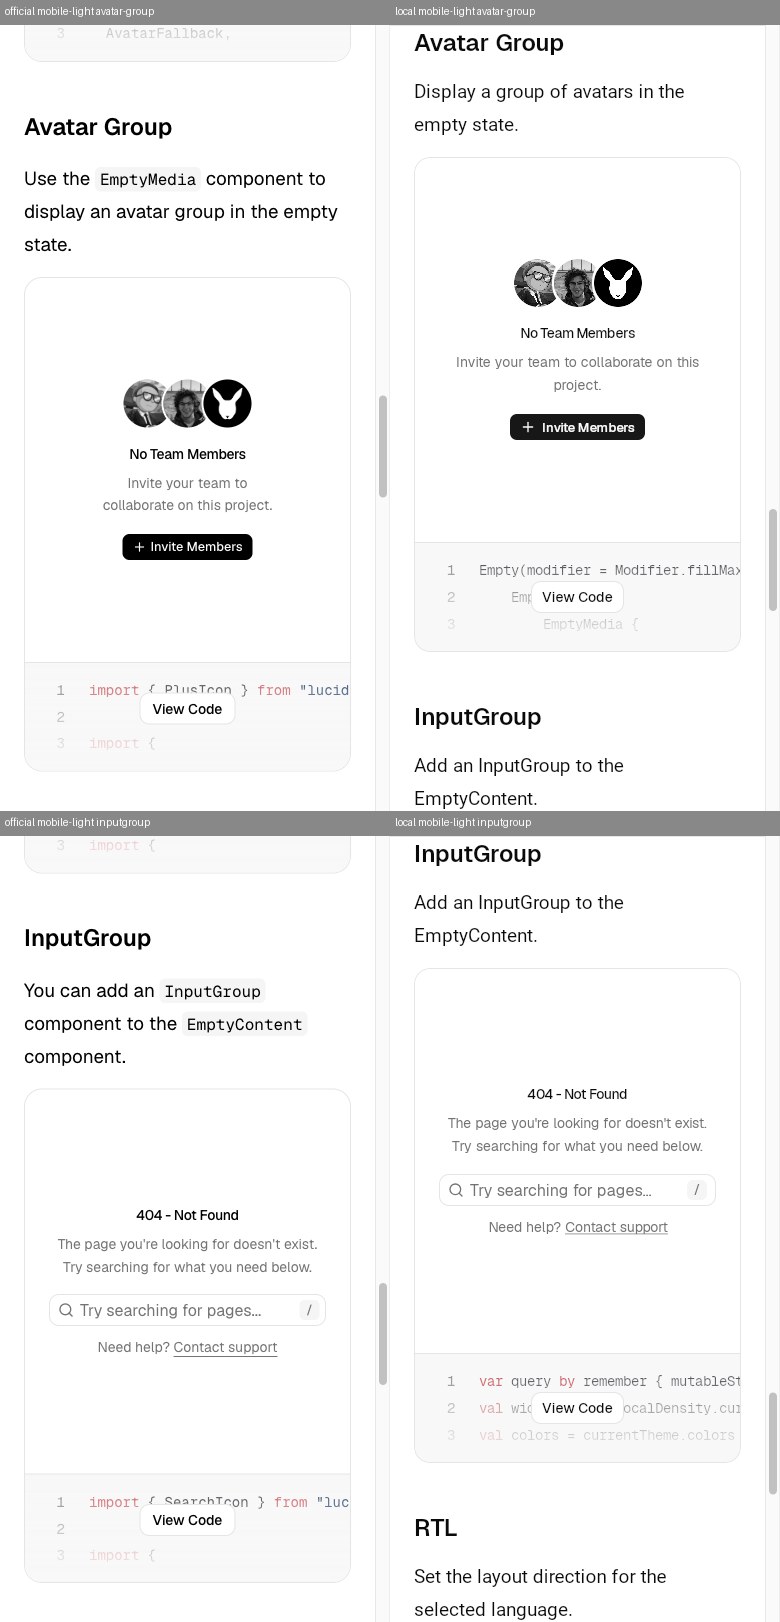 official mobile-light avatar-group
3 AvatarFallback,
Avatar Group
Use the EmptyMedia component to
display an avatar group in the empty
state.
No Team Members
Invite your team to
collaborate on this project.
+ Invite Members
1 import { PlusIcon } from "lucid
2
View Code
3 import {
local mobile-light avatar-group
Avatar Group
Display a group of avatars in the
empty state.
No Team Members
Invite your team to collaborate on this
project.
+ Invite Members
1 Empty(modifier = Modifier.fillMax
2 Emp
View Code
3 EmptyMedia {
InputGroup
Add an InputGroup to the
EmptyContent.
official mobile-light inputgroup
3 import {
InputGroup
You can add an InputGroup
component to the EmptyContent
component.
404 - Not Found
The page you're looking for doesn't exist.
Try searching for what you need below.
Try searching for pages... /
Need help? Contact support
1 import { SearchIcon } from "luc
2
View Code
3 import {
local mobile-light inputgroup
InputGroup
Add an InputGroup to the
EmptyContent.
404 - Not Found
The page you're looking for doesn't exist.
Try searching for what you need below.
Try searching for pages... /
Need help? Contact support
1 var query by remember { mutableSt
2 val wid View Code ocalDensity.cur
3 val colors = currentTheme.colors
RTL
Set the layout direction for the
selected language.